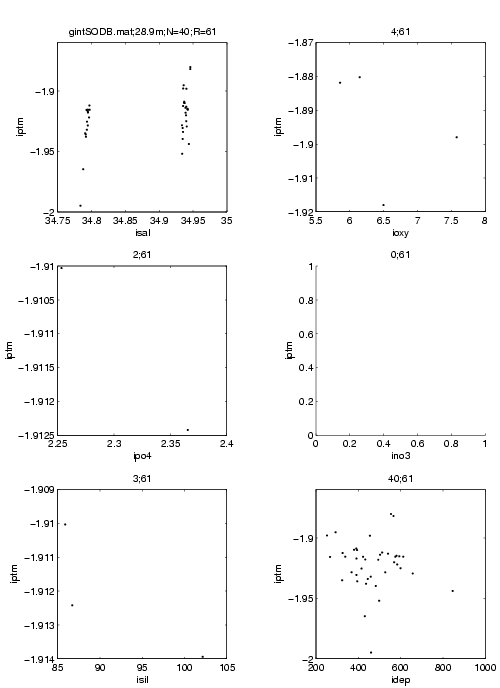 gintSODB.mat;28.9m;N=40;R=61
4;61
−1.9
−1.95
−2
34.75 34.8 34.85 34.9 34.95 35
iptm
isal
−1.87
−1.88
−1.89
−1.9
−1.91
−1.92
5.5 6 6.5 7 7.5 8
iptm
ioxy
2;61
0;61
−1.91
−1.9105
−1.911
−1.9115
−1.912
−1.9125
2.25 2.3 2.35 2.4
iptm
ipo4
1
0.8
0.6
0.4
0.2
0
0 0.2 0.4 0.6 0.8 1
iptm
ino3
3;61
40;61
−1.909
−1.91
−1.911
−1.912
−1.913
−1.914
85 90 95 100 105
iptm
isil
−1.9
−1.95
−2
200 400 600 800 1000
iptm
idep